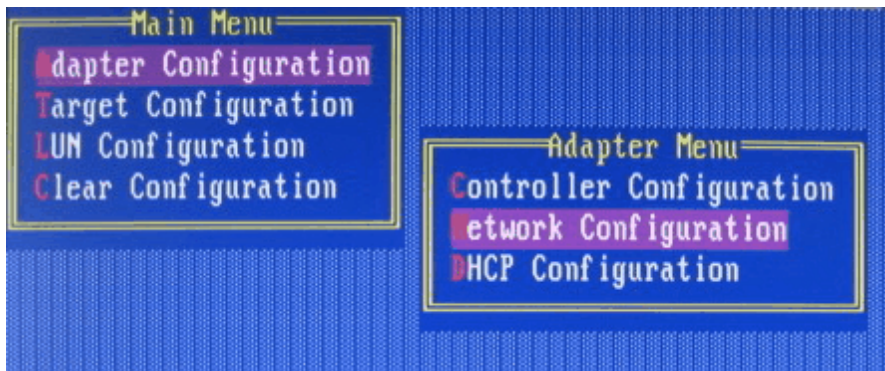 Main Menu
Adapter Configuration
Target Configuration
LUN Configuration
Clear Configuration
Adapter Menu
Controller Configuration
Network Configuration
DHCP Configuration